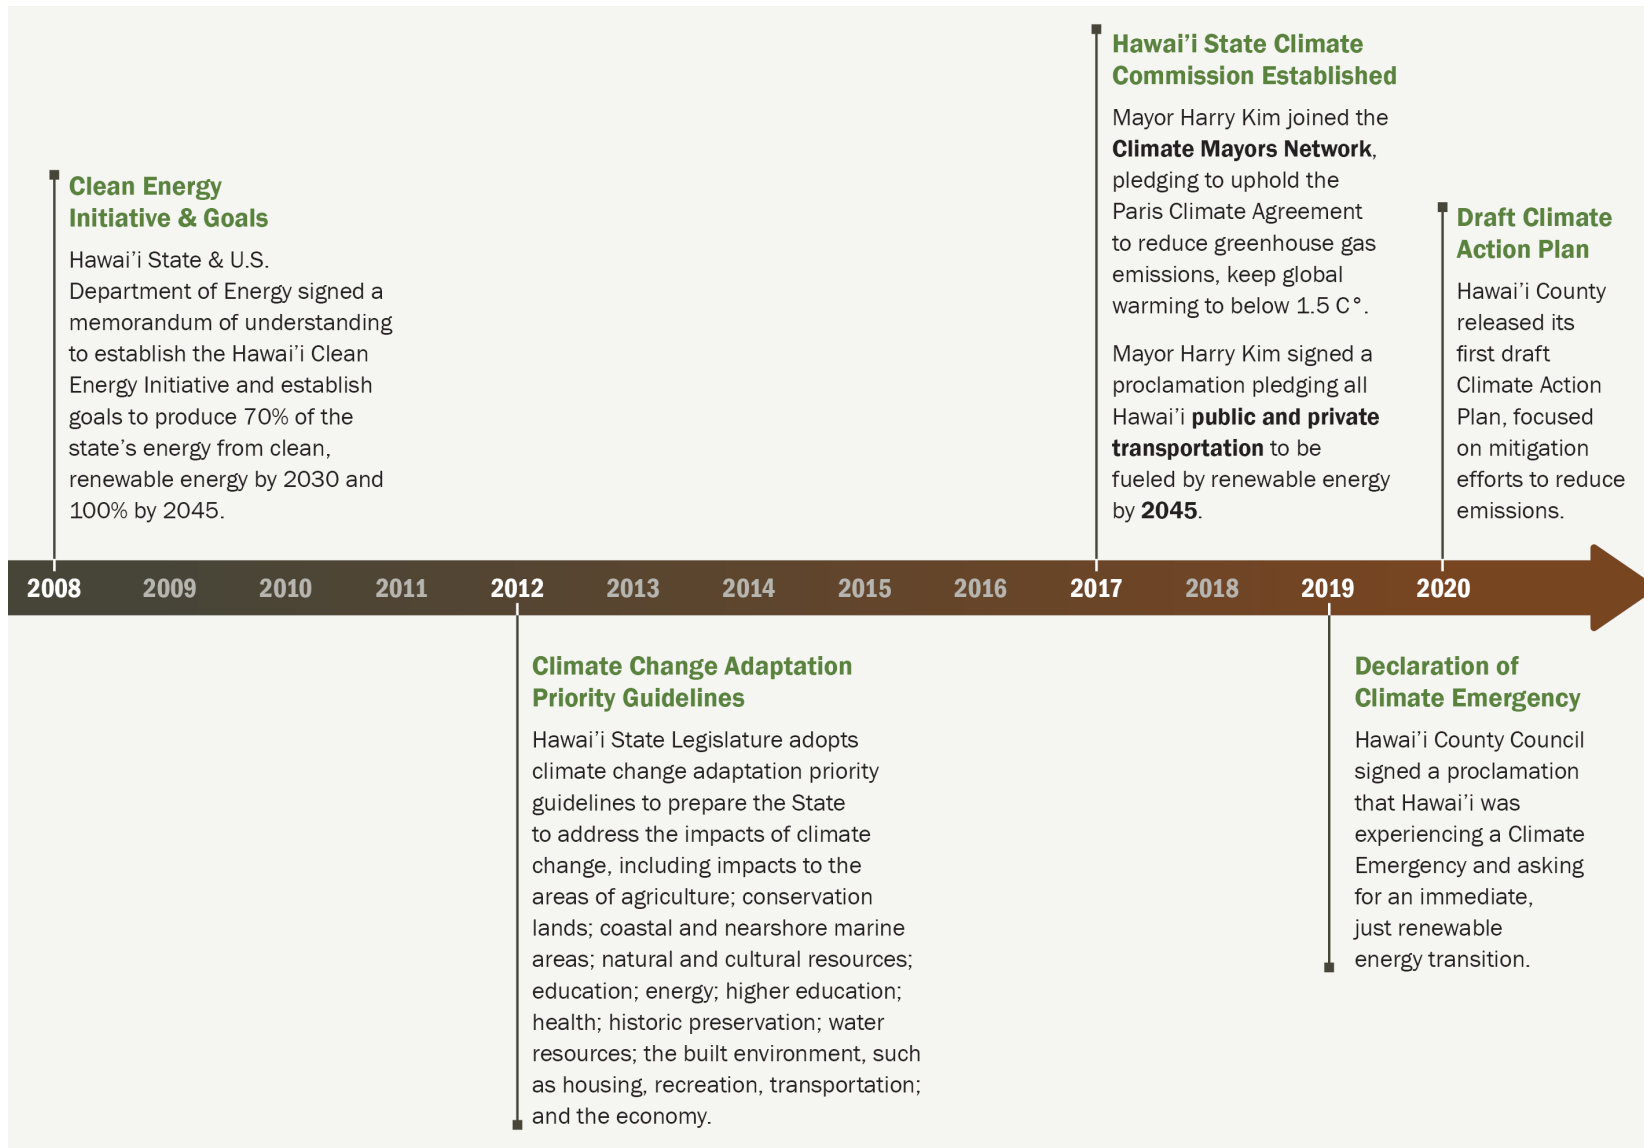 Clean Energy
Initiative & Goals
Hawai’i State & U.S.
Department of Energy signed a
memorandum of understanding
to establish the Hawai’i Clean
Energy Initiative and establish
goals to produce 70% of the
state’s energy from clean,
renewable energy by 2030 and
100% by 2045.
Hawai’i State Climate
Commission Established
Mayor Harry Kim joined the
Climate Mayors Network,
pledging to uphold the
Paris Climate Agreement
to reduce greenhouse gas
emissions, keep global
warming to below 1.5 C°.
Mayor Harry Kim signed a
proclamation pledging all
Hawai’i public and private
transportation to be
fueled by renewable energy
by 2045.
Draft Climate
Action Plan
Hawai’i County
released its
first draft
Climate Action
Plan, focused
on mitigation
efforts to reduce
emissions.
2008 2009 2010 2011 2012 2013 2014 2015 2016 2017 2018 2019 2020
Climate Change Adaptation
Priority Guidelines
Hawai’i State Legislature adopts
climate change adaptation priority
guidelines to prepare the State
to address the impacts of climate
change, including impacts to the
areas of agriculture; conservation
lands; coastal and nearshore marine
areas; natural and cultural resources;
education; energy; higher education;
health; historic preservation; water
resources; the built environment, such
as housing, recreation, transportation;
and the economy.
Declaration of
Climate Emergency
Hawai’i County Council
signed a proclamation
that Hawai’i was
experiencing a Climate
Emergency and asking
for an immediate,
just renewable
energy transition.